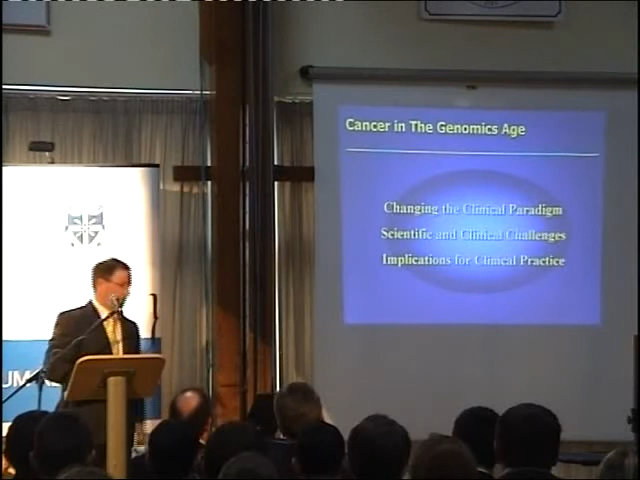 Cancer in The Genomics Age
Changing the Clinical Paradigm
Scientific and Clinical Challenges
Implications for Clinical Practice